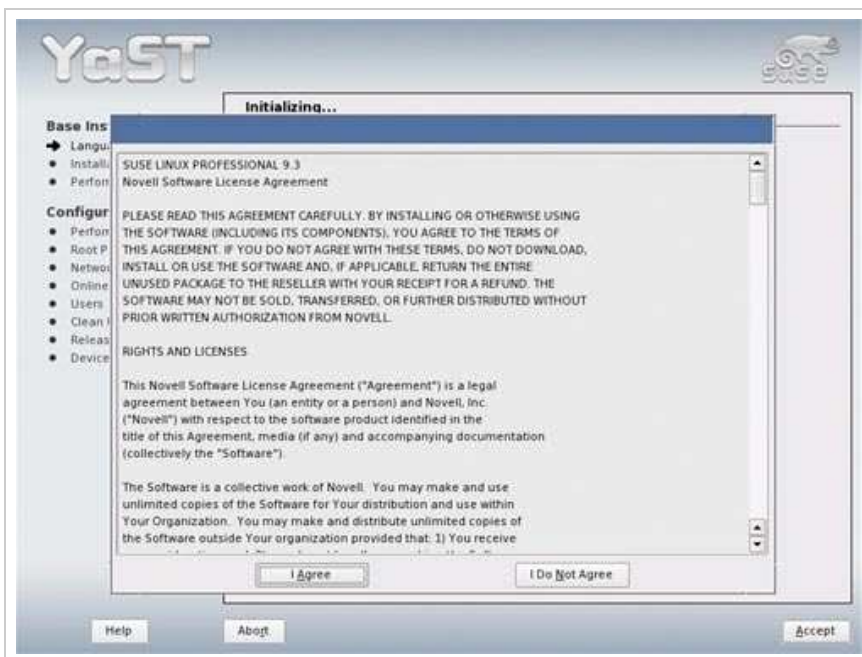 YaST
SUSE
Initializing...
Base Ins
Langu
Install
Perfor
Configur
Perfor
Root P
Networ
Online
Users
Clean
Releas
Device
SUSE LINUX PROFESSIONAL 9.3
Novell Software License Agreement
PLEASE READ THIS AGREEMENT CAREFULLY. BY INSTALLING OR OTHERWISE USING
THE SOFTWARE (INCLUDING ITS COMPONENTS), YOU AGREE TO THE TERMS OF
THIS AGREEMENT. IF YOU DO NOT AGREE WITH THESE TERMS, DO NOT DOWNLOAD,
INSTALL OR USE THE SOFTWARE AND, IF APPLICABLE, RETURN THE ENTIRE
UNUSED PACKAGE TO THE RESELLER WITH YOUR RECEIPT FOR A REFUND. THE
SOFTWARE MAY NOT BE SOLD, TRANSFERRED, OR FURTHER DISTRIBUTED WITHOUT
PRIOR WRITTEN AUTHORIZATION FROM NOVELL.
RIGHTS AND LICENSES
This Novell Software License Agreement ("Agreement") is a legal
agreement between You (an entity or a person) and Novell, Inc.
("Novell") with respect to the software product identified in the
title of this Agreement, media (if any) and accompanying documentation
(collectively the "Software").
The Software is a collective work of Novell. You may make and use
unlimited copies of the Software for Your distribution and use within
Your Organization. You may make and distribute unlimited copies of
the Software outside Your organization provided that: 1) You receive
I Agree
I Do Not Agree
Help
Abort
Accept